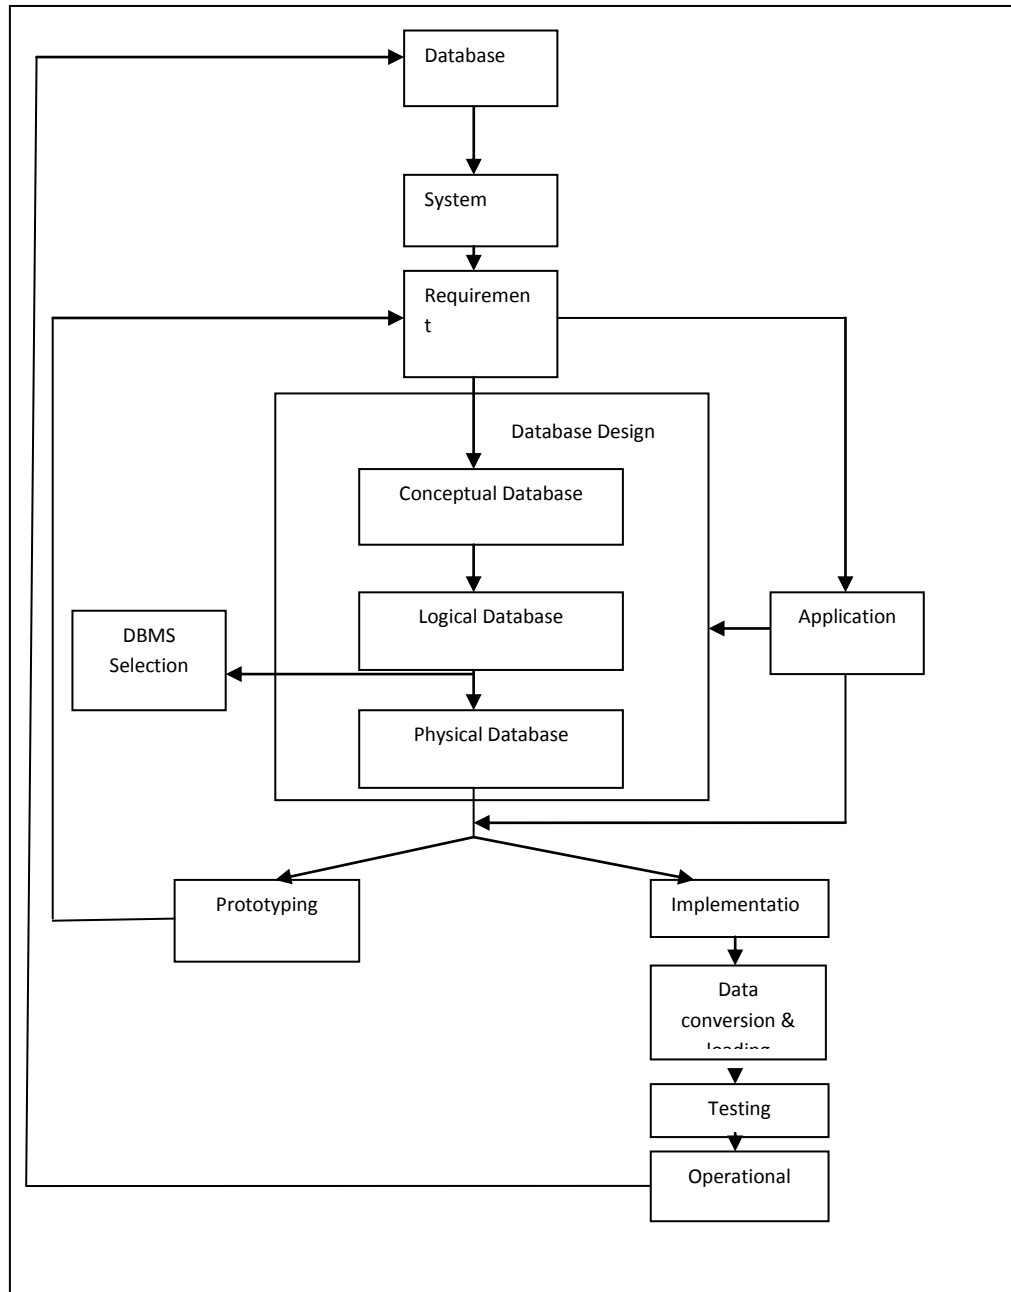 Database
System
Requiremen
t
Database Design
Conceptual Database
Logical Database
Application
DBMS
Selection
Physical Database
Prototyping
Implementatio
Data
conversion &
loading
Testing
Operational